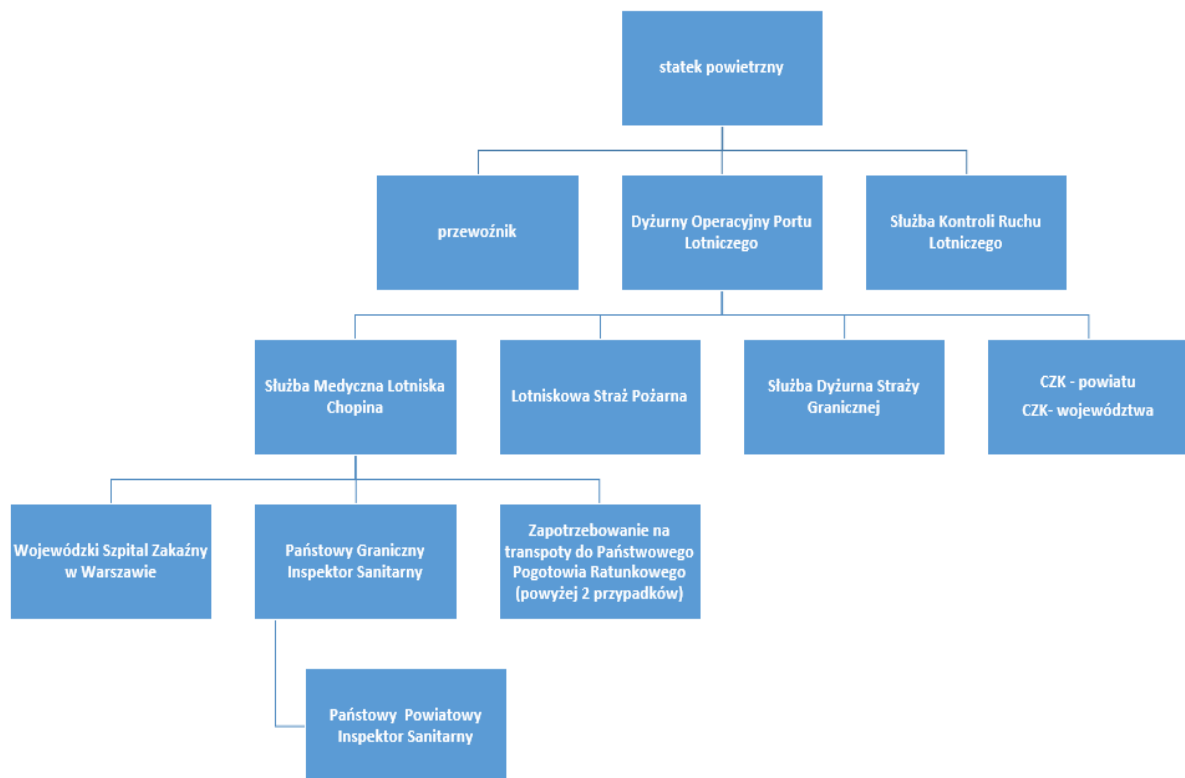 statek powietrzny
przewoźnik
Dyżurny Operacyjny Portu
Lotniczego
Służba Kontroli Ruchu
Lotniczego
Służba Medyczna Lotniska
Chopina
Lotniskowa Straż Pożarna
Służba Dyżurna Straży
Granicznej
CZK - powiatu
CZK- województwa
Wojewódzki Szpital Zakaźny
w Warszawie
Państowy Graniczny
Inspektor Sanitarny
Zapotrzebowanie na
transpoty do Państwowego
Pogotowia Ratunkowego
(powyżej 2 przypadków)
Państowy Powiatowy
Inspektor Sanitarny